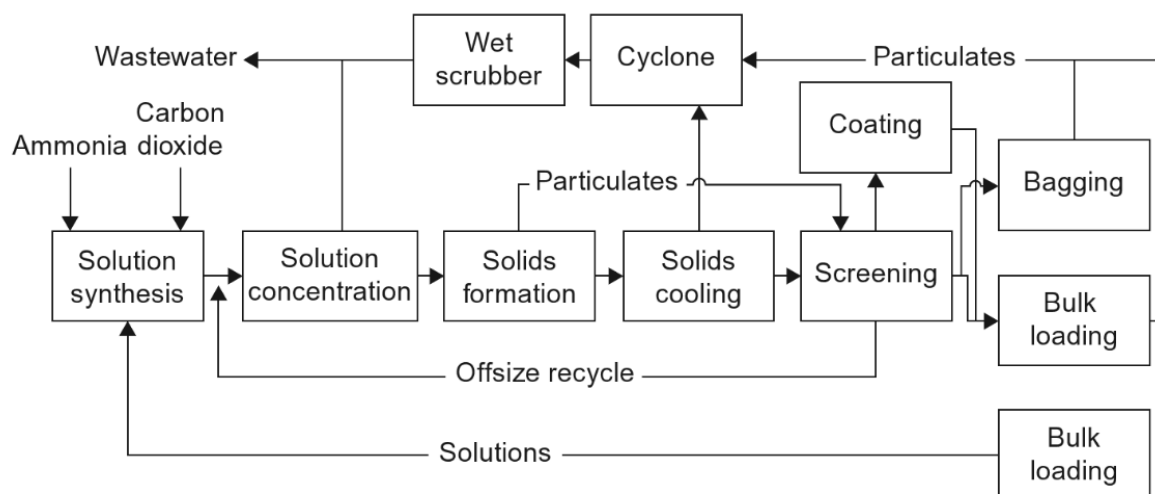 Wastewater
Wet
scrubber
Cyclone
Particulates
Carbon
Ammonia dioxide
Coating
Particulates
Bagging
Solution
synthesis
Solution
concentration
Solids
formation
Solids
cooling
Screening
Bulk
loading
Offsize recycle
Solutions
Bulk
loading